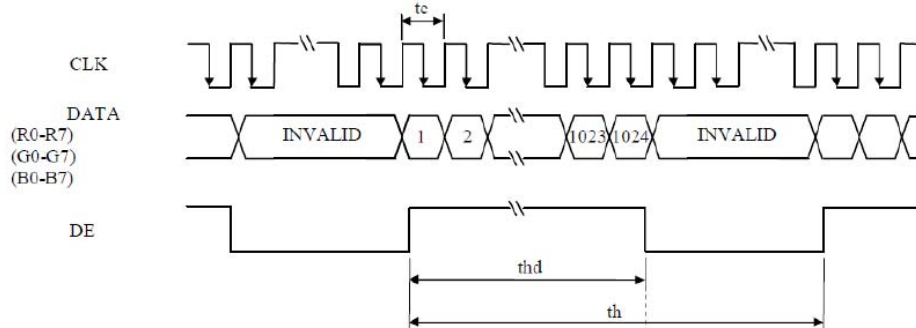 tc
CLK
DATA
(R0-R7)
(G0-G7)
(B0-B7)
INVALID
1
2
1023
1024
INVALID
DE
thd
th